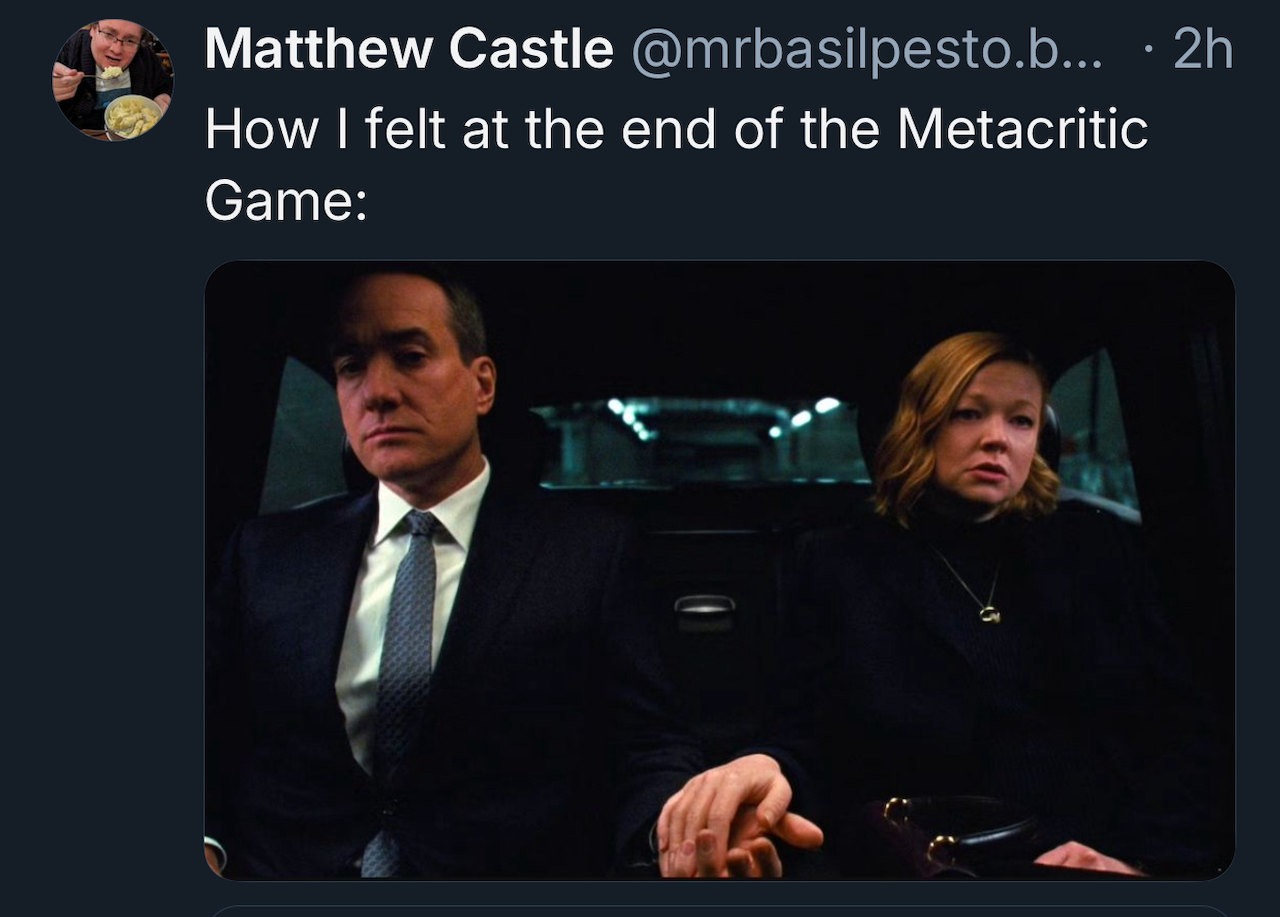 Matthew Castle @mrbasilpesto.b... · 2h
How I felt at the end of the Metacritic
Game: